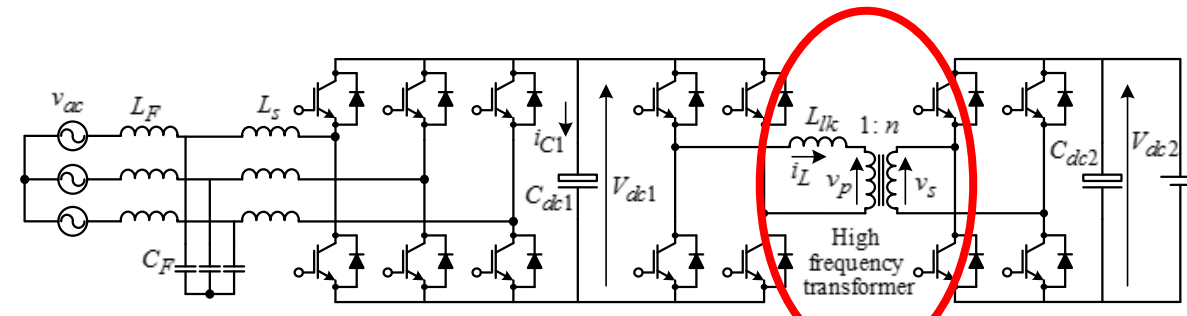 v_ac
L_F
L_s
C_F
i_C1
C_dc1
V_dc1
L_lk
1: n
i_L
v_p
v_s
High
frequency
transformer
C_dc2
V_dc2